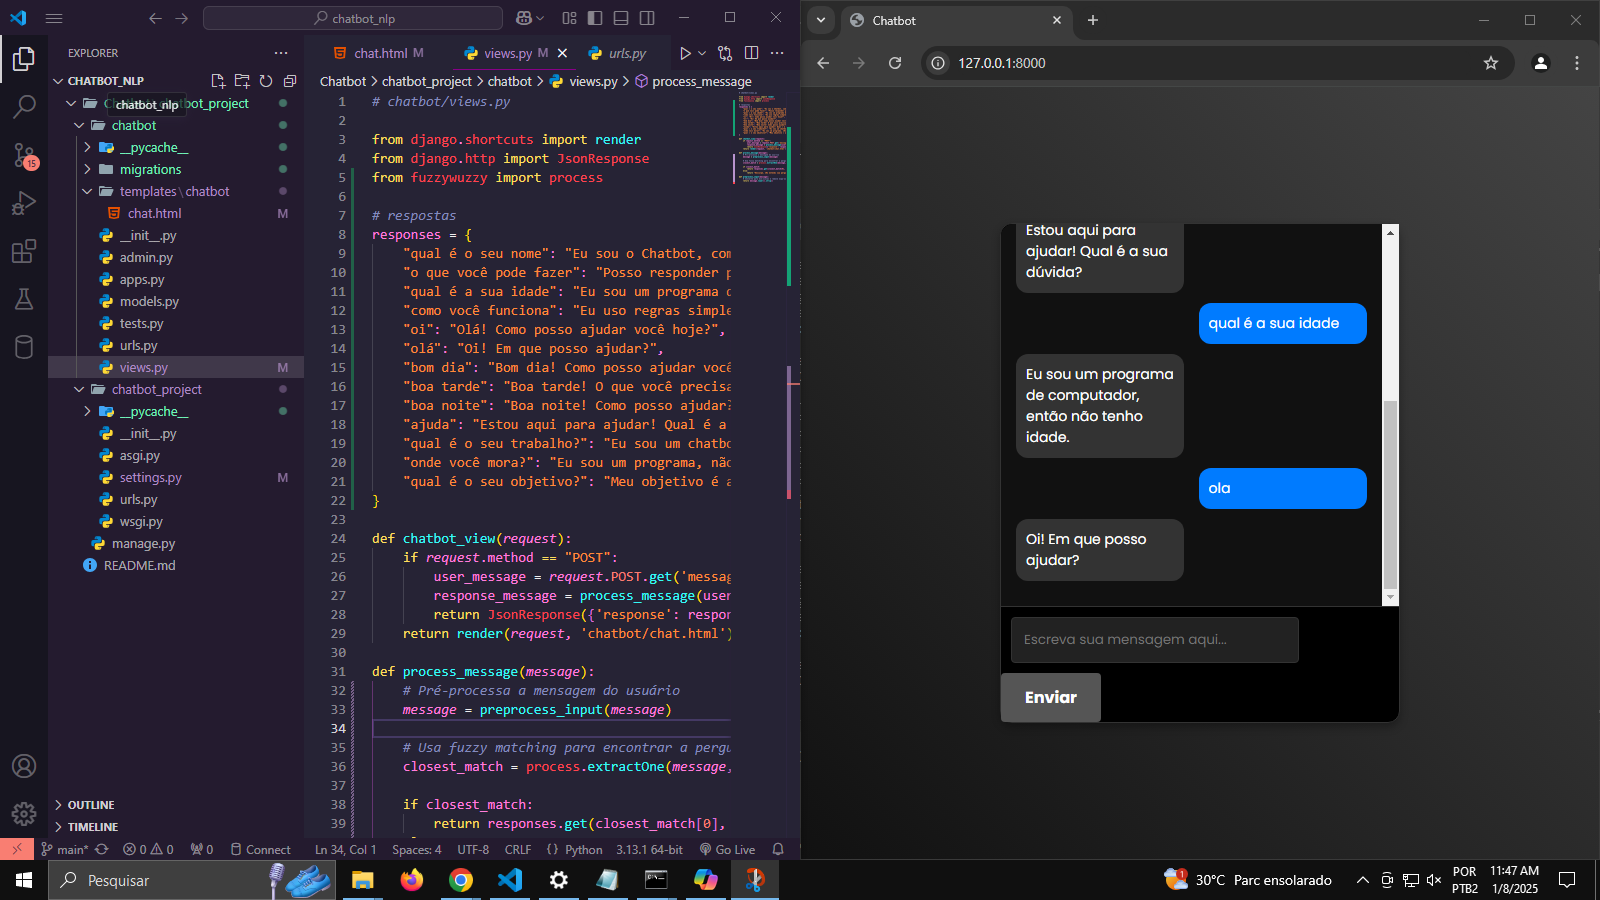 chatbot_nlp
EXPLORER
CHATBOT_NLP
chatbot_project
chatbot_nlp
chatbot
__pycache__
migrations
templates\chatbot
chat.html M
__init__.py
admin.py
apps.py
models.py
tests.py
urls.py
views.py M
chatbot_project
__pycache__
__init__.py
asgi.py
settings.py M
urls.py
wsgi.py
manage.py
README.md
OUTLINE
TIMELINE
15
chat.html M
views.py M
urls.py
Chatbot > chatbot_project > chatbot > views.py > process_message
1 # chatbot/views.py
2
3 from django.shortcuts import render
4 from django.http import JsonResponse
5 from fuzzywuzzy import process
6
7 # respostas
8 responses = {
9 "qual é o seu nome": "Eu sou o Chatbot, com
10 "o que você pode fazer": "Posso responder p
11 "qual é a sua idade": "Eu sou um programa d
12 "como você funciona": "Eu uso regras simple
13 "oi": "Olá! Como posso ajudar você hoje?",
14 "olá": "Oi! Em que posso ajudar?",
15 "bom dia": "Bom dia! Como posso ajudar você
16 "boa tarde": "Boa tarde! O que você precisa
17 "boa noite": "Boa noite! Como posso ajudar?
18 "ajuda": "Estou aqui para ajudar! Qual é a
19 "qual é o seu trabalho?": "Eu sou um chatbo
20 "onde você mora?": "Eu sou um programa, não
21 "qual é o seu objetivo?": "Meu objetivo é a
22 }
23
24 def chatbot_view(request):
25 if request.method == "POST":
26 user_message = request.POST.get('messag
27 response_message = process_message(user
28 return JsonResponse({'response': respon
29 return render(request, 'chatbot/chat.html')
30
31 def process_message(message):
32 # Pré-processa a mensagem do usuário
33 message = preprocess_input(message)
34
35 # Usa fuzzy matching para encontrar a pergu
36 closest_match = process.extractOne(message,
37
38 if closest_match:
39 return responses.get(closest_match[0],
main* 0 0 0 Connect Ln 34, Col 1 Spaces: 4 UTF-8 CRLF {} Python 3.13.1 64-bit Go Live
Chatbot
127.0.0.1:8000
Estou aqui para
ajudar! Qual é a sua
dúvida?
qual é a sua idade
Eu sou um programa
de computador,
então não tenho
idade.
ola
Oi! Em que posso
ajudar?
Escreva sua mensagem aqui...
Enviar
Pesquisar
1
30°C Parc ensolarado
POR
PTB2
11:47 AM
1/8/2025